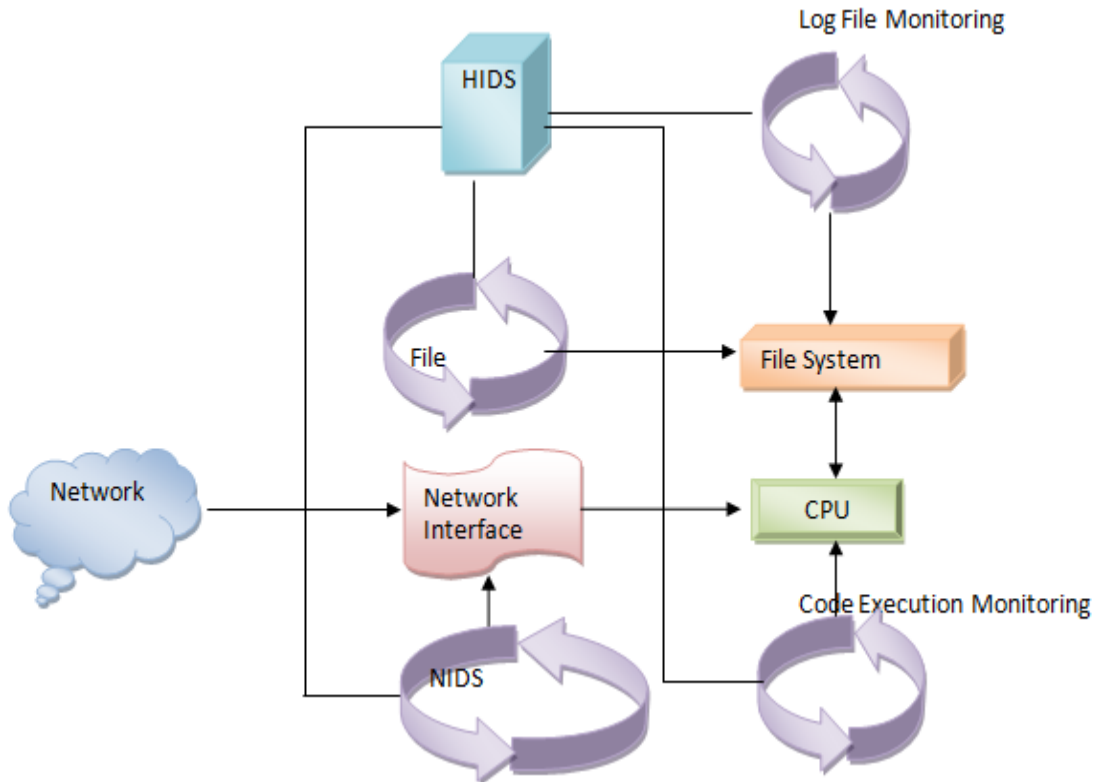 Log File Monitoring
HIDS
File
File System
Network
Network
Interface
CPU
Code Execution Monitoring
NIDS